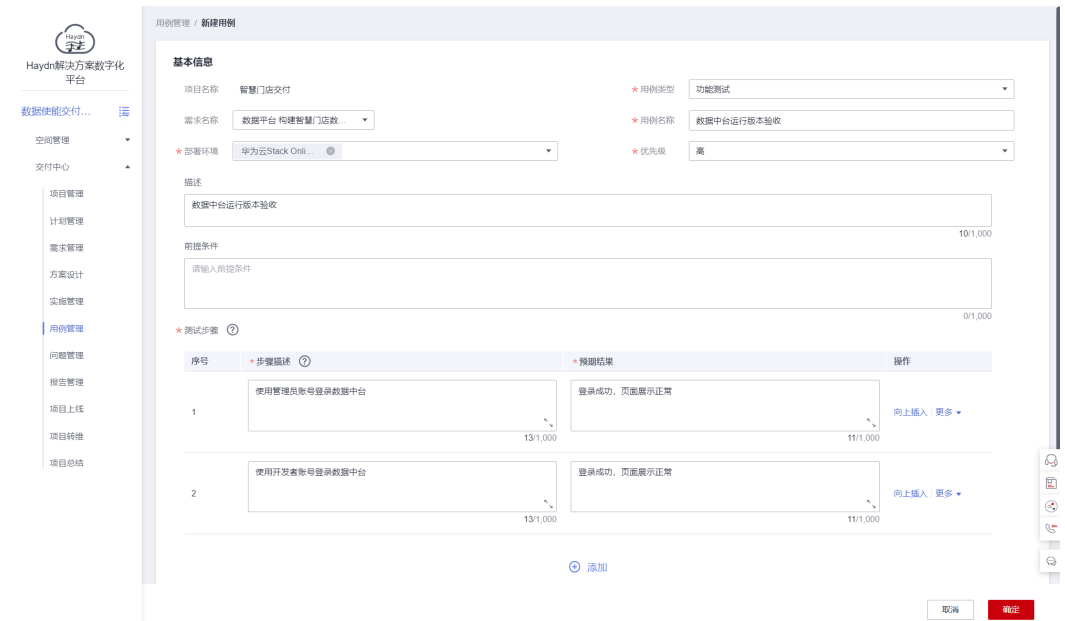 用例管理 / 新建用例
Haydn
Haydn解决方案数字化
平台
数据使能交付...
空间管理
交付中心
项目管理
计划管理
需求管理
方案设计
实施管理
用例管理
问题管理
报告管理
项目上线
项目转维
项目总结
基本信息
项目名称 智慧门店交付
* 用例类型 功能测试
需求名称 数据平台 构建智慧门店数...
* 用例名称 数据中台运行版本验收
* 部署环境 华为云Stack Onli...
* 优先级 高
描述
数据中台运行版本验收
10/1,000
前提条件
请输入前提条件
0/1,000
* 测试步骤 ?
序号 * 步骤描述 ? * 预期结果 操作
1 使用管理员账号登录数据中台 登录成功，页面展示正常 向上插入 更多
13/1,000 11/1,000
2 使用开发者账号登录数据中台 登录成功，页面展示正常 向上插入 更多
13/1,000 11/1,000
添加
取消 确定